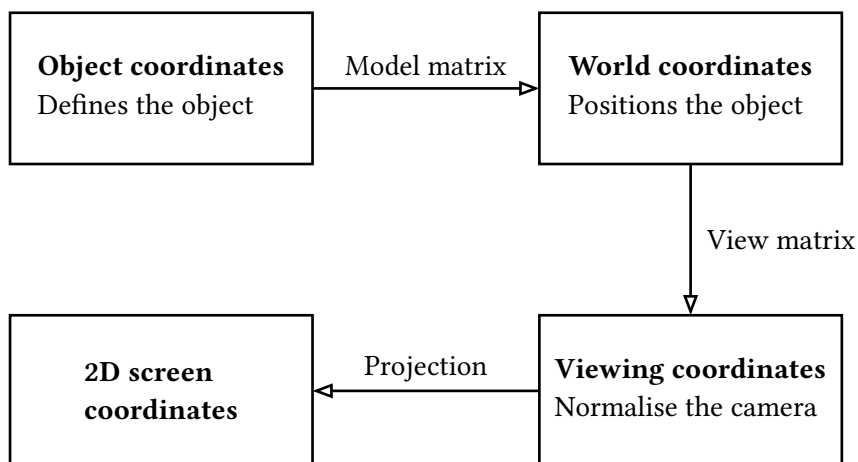 Object coordinates
Defines the object
Model matrix
World coordinates
Positions the object
View matrix
Viewing coordinates
Normalise the camera
Projection
2D screen
coordinates